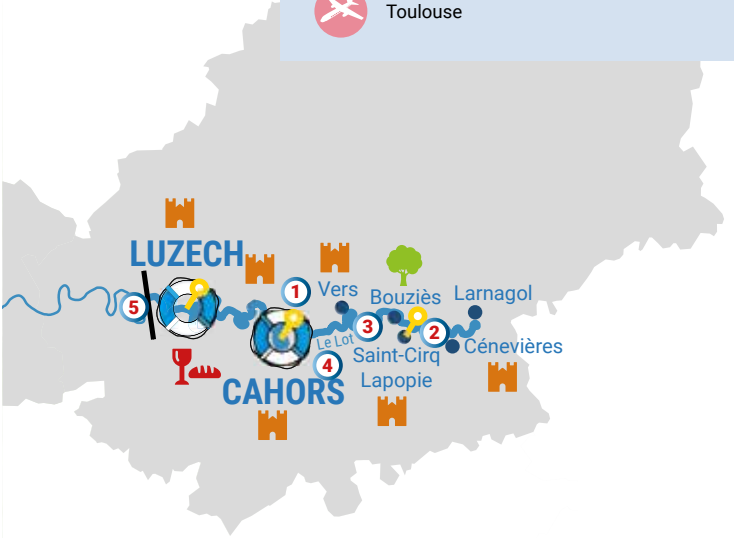 Toulouse
LUZECH
1
Vers
Bouziès
Larnagol
5
3
2
Le Lot
Saint-Cirq
Lapopie
Cénevières
4
CAHORS